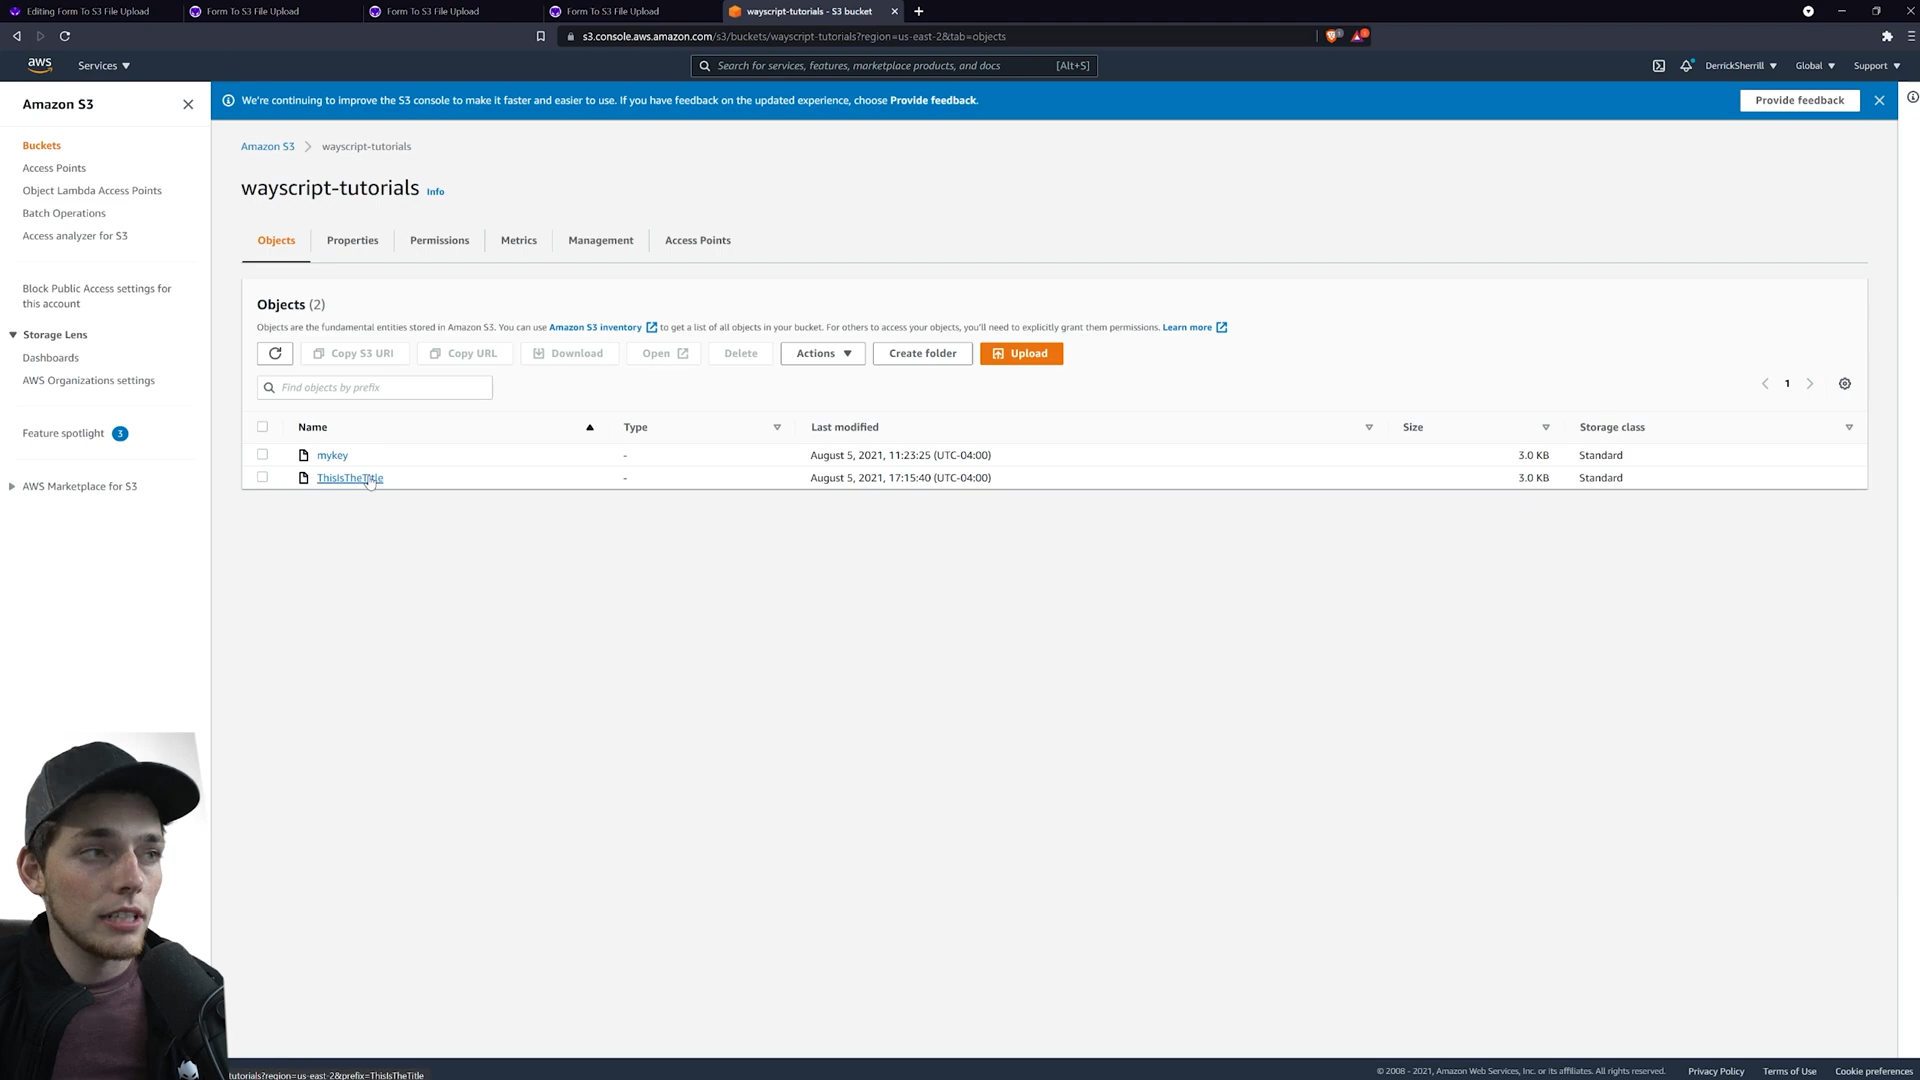 Editing Form To S3 File Upload
Form To S3 File Upload
Form To S3 File Upload
Form To S3 File Upload
wayscript-tutorials - S3 bucket
s3.console.aws.amazon.com/s3/buckets/wayscript-tutorials?region=us-east-2&tab=objects
aws
Services
Search for services, features, marketplace products, and docs
[Alt+S]
DerrickSherrill
Global
Support
Amazon S3
We're continuing to improve the S3 console to make it faster and easier to use. If you have feedback on the updated experience, choose Provide feedback.
Provide feedback
Buckets
Access Points
Object Lambda Access Points
Batch Operations
Access analyzer for S3
Block Public Access settings for
this account
Storage Lens
Dashboards
AWS Organizations settings
Feature spotlight 3
AWS Marketplace for S3
Amazon S3 > wayscript-tutorials
wayscript-tutorials Info
Objects
Properties
Permissions
Metrics
Management
Access Points
Objects (2)
Objects are the fundamental entities stored in Amazon S3. You can use Amazon S3 inventory to get a list of all objects in your bucket. For others to access your objects, you'll need to explicitly grant them permissions. Learn more
Copy S3 URI
Copy URL
Download
Open
Delete
Actions
Create folder
Upload
Find objects by prefix
1
Name Type Last modified Size Storage class
mykey - August 5, 2021, 11:23:25 (UTC-04:00) 3.0 KB Standard
ThisIsTheTitle - August 5, 2021, 17:15:40 (UTC-04:00) 3.0 KB Standard
tutorials?region=us-east-2&prefix=ThisIsTheTitle
© 2008 - 2021, Amazon Web Services, Inc. or its affiliates. All rights reserved.
Privacy Policy
Terms of Use
Cookie preferences